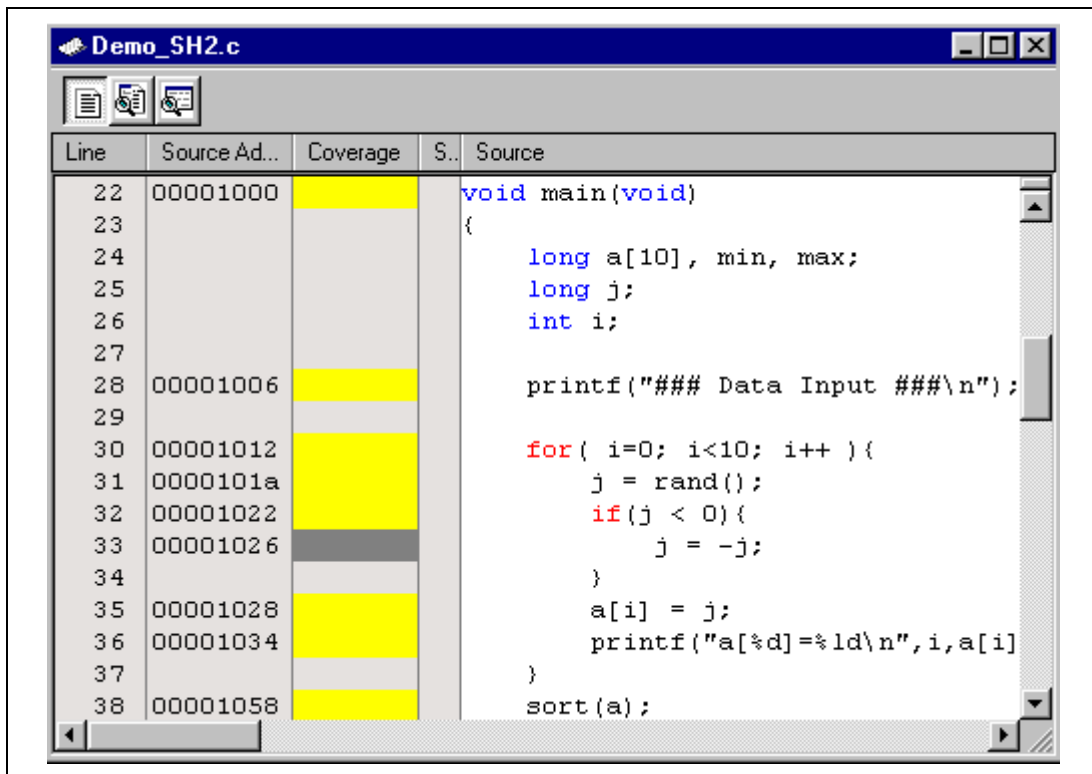 Demo_SH2.c
Line Source Ad... Coverage S.. Source
22 00001000 void main(void)
23 {
24 long a[10], min, max;
25 long j;
26 int i;
27
28 00001006 printf("### Data Input ###\n");
29
30 00001012 for( i=0; i<10; i++ ){
31 0000101a j = rand();
32 00001022 if(j < 0){
33 00001026 j = -j;
34 }
35 00001028 a[i] = j;
36 00001034 printf("a[%d]=%ld\n",i,a[i]
37 }
38 00001058 sort(a);